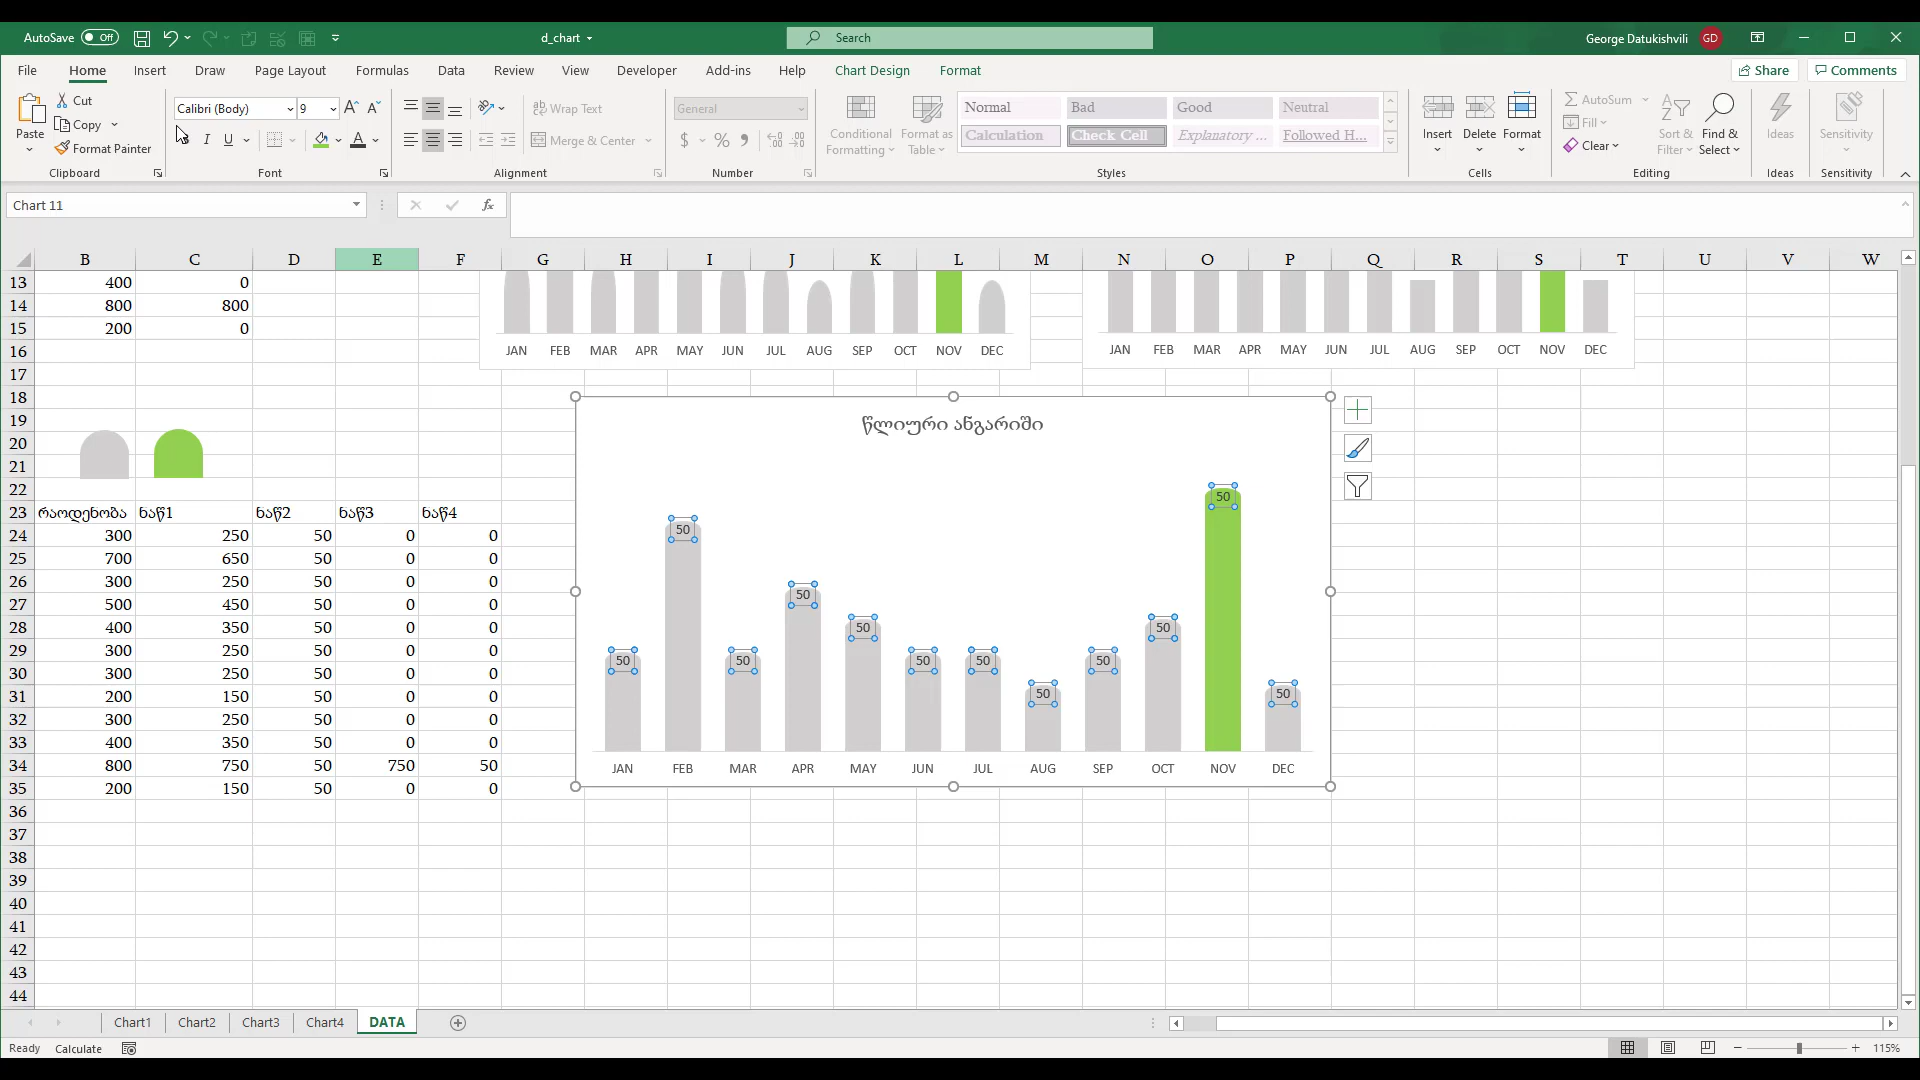 AutoSave Off
d_chart
Search
George Datukishvili GD
File Home Insert Draw Page Layout Formulas Data Review View Developer Add-ins Help Chart Design Format
Share Comments
Paste
Cut
Copy
Format Painter
Clipboard
Calibri (Body) 9
I U
Font
Wrap Text
Merge & Center
Alignment
General
$ % ,
Number
Conditional Formatting
Format as Table
Normal Bad Good Neutral
Calculation Check Cell Explanatory ... Followed H...
Styles
Insert Delete Format
Cells
AutoSum
Fill
Clear
Sort & Filter
Find & Select
Editing
Ideas
Ideas
Sensitivity
Sensitivity
Chart 11
fx
B C D E F G H I J K L M N O P Q R S T U V W
13 400 0
14 800 800
15 200 0
16
17
18
19
20
21
22
JAN FEB MAR APR MAY JUN JUL AUG SEP OCT NOV DEC
JAN FEB MAR APR MAY JUN JUL AUG SEP OCT NOV DEC
23 რაოდენობა ნაწ1 ნაწ2 ნაწ3 ნაწ4
24 300 250 50 0 0
25 700 650 50 0 0
26 300 250 50 0 0
27 500 450 50 0 0
28 400 350 50 0 0
29 300 250 50 0 0
30 300 250 50 0 0
31 200 150 50 0 0
32 300 250 50 0 0
33 400 350 50 0 0
34 800 750 50 750 50
35 200 150 50 0 0
36
37
38
39
40
41
42
43
44
წლიური ანგარიში
50 50 50 50 50 50 50 50 50 50 50 50
JAN FEB MAR APR MAY JUN JUL AUG SEP OCT NOV DEC
Chart1 Chart2 Chart3 Chart4 DATA
Ready Calculate
115%